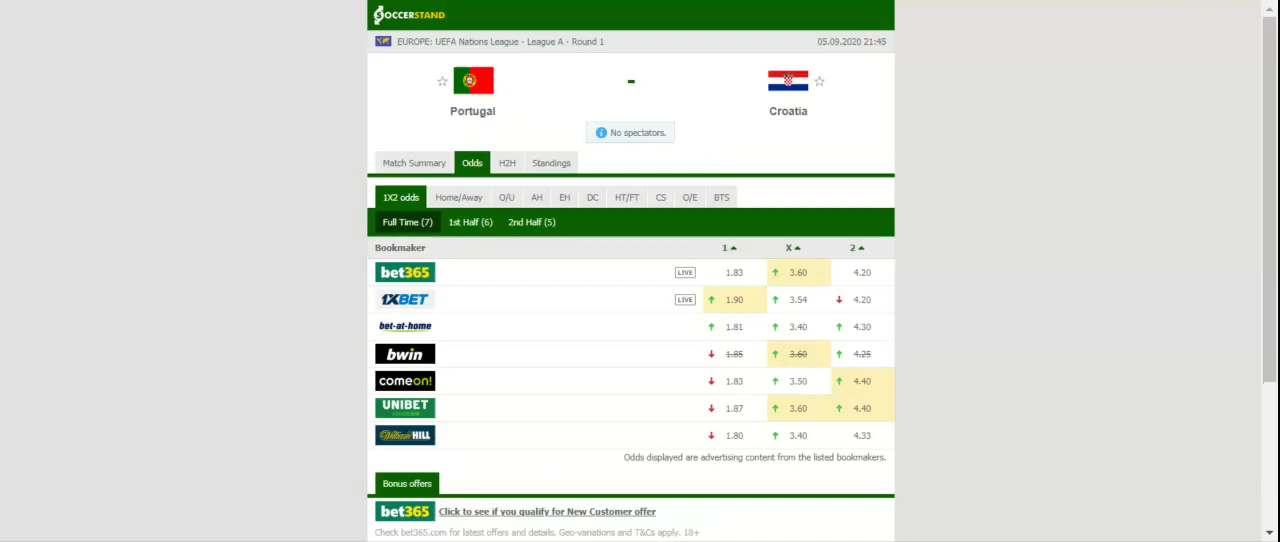 SOCCERSTAND
EUROPE: UEFA Nations League - League A - Round 1 05.09.2020 21:45
-
Portugal Croatia
No spectators.
Match Summary Odds H2H Standings
1X2 odds Home/Away O/U AH EH DC HT/FT CS O/E BTS
Full Time (7) 1st Half (6) 2nd Half (5)
Bookmaker 1 X 2
bet365 LIVE 1.83 3.60 4.20
1XBET LIVE 1.90 3.54 4.20
bet-at-home 1.81 3.40 4.30
bwin 1.85 3.60 4.25
comeon! 1.83 3.50 4.40
UNIBET 1.87 3.60 4.40
William HILL 1.80 3.40 4.33
Odds displayed are advertising content from the listed bookmakers.
Bonus offers
bet365 Click to see if you qualify for New Customer offer
Check bet365.com for latest offers and details. Geo-variations and T&Cs apply. 18+